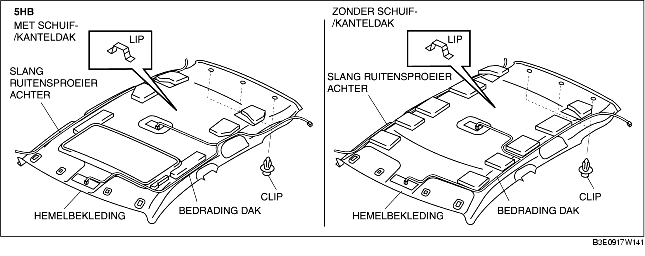 5HB
MET SCHUIF-
/KANTELDAK
LIP
SLANG
RUITENSPROEIER
ACHTER
CLIP
BEDRADING DAK
HEMELBEKLEDING
ZONDER SCHUIF-
/KANTELDAK
LIP
SLANG RUITENSPROEIER
ACHTER
CLIP
BEDRADING DAK
HEMELBEKLEDING
B3E0917W141